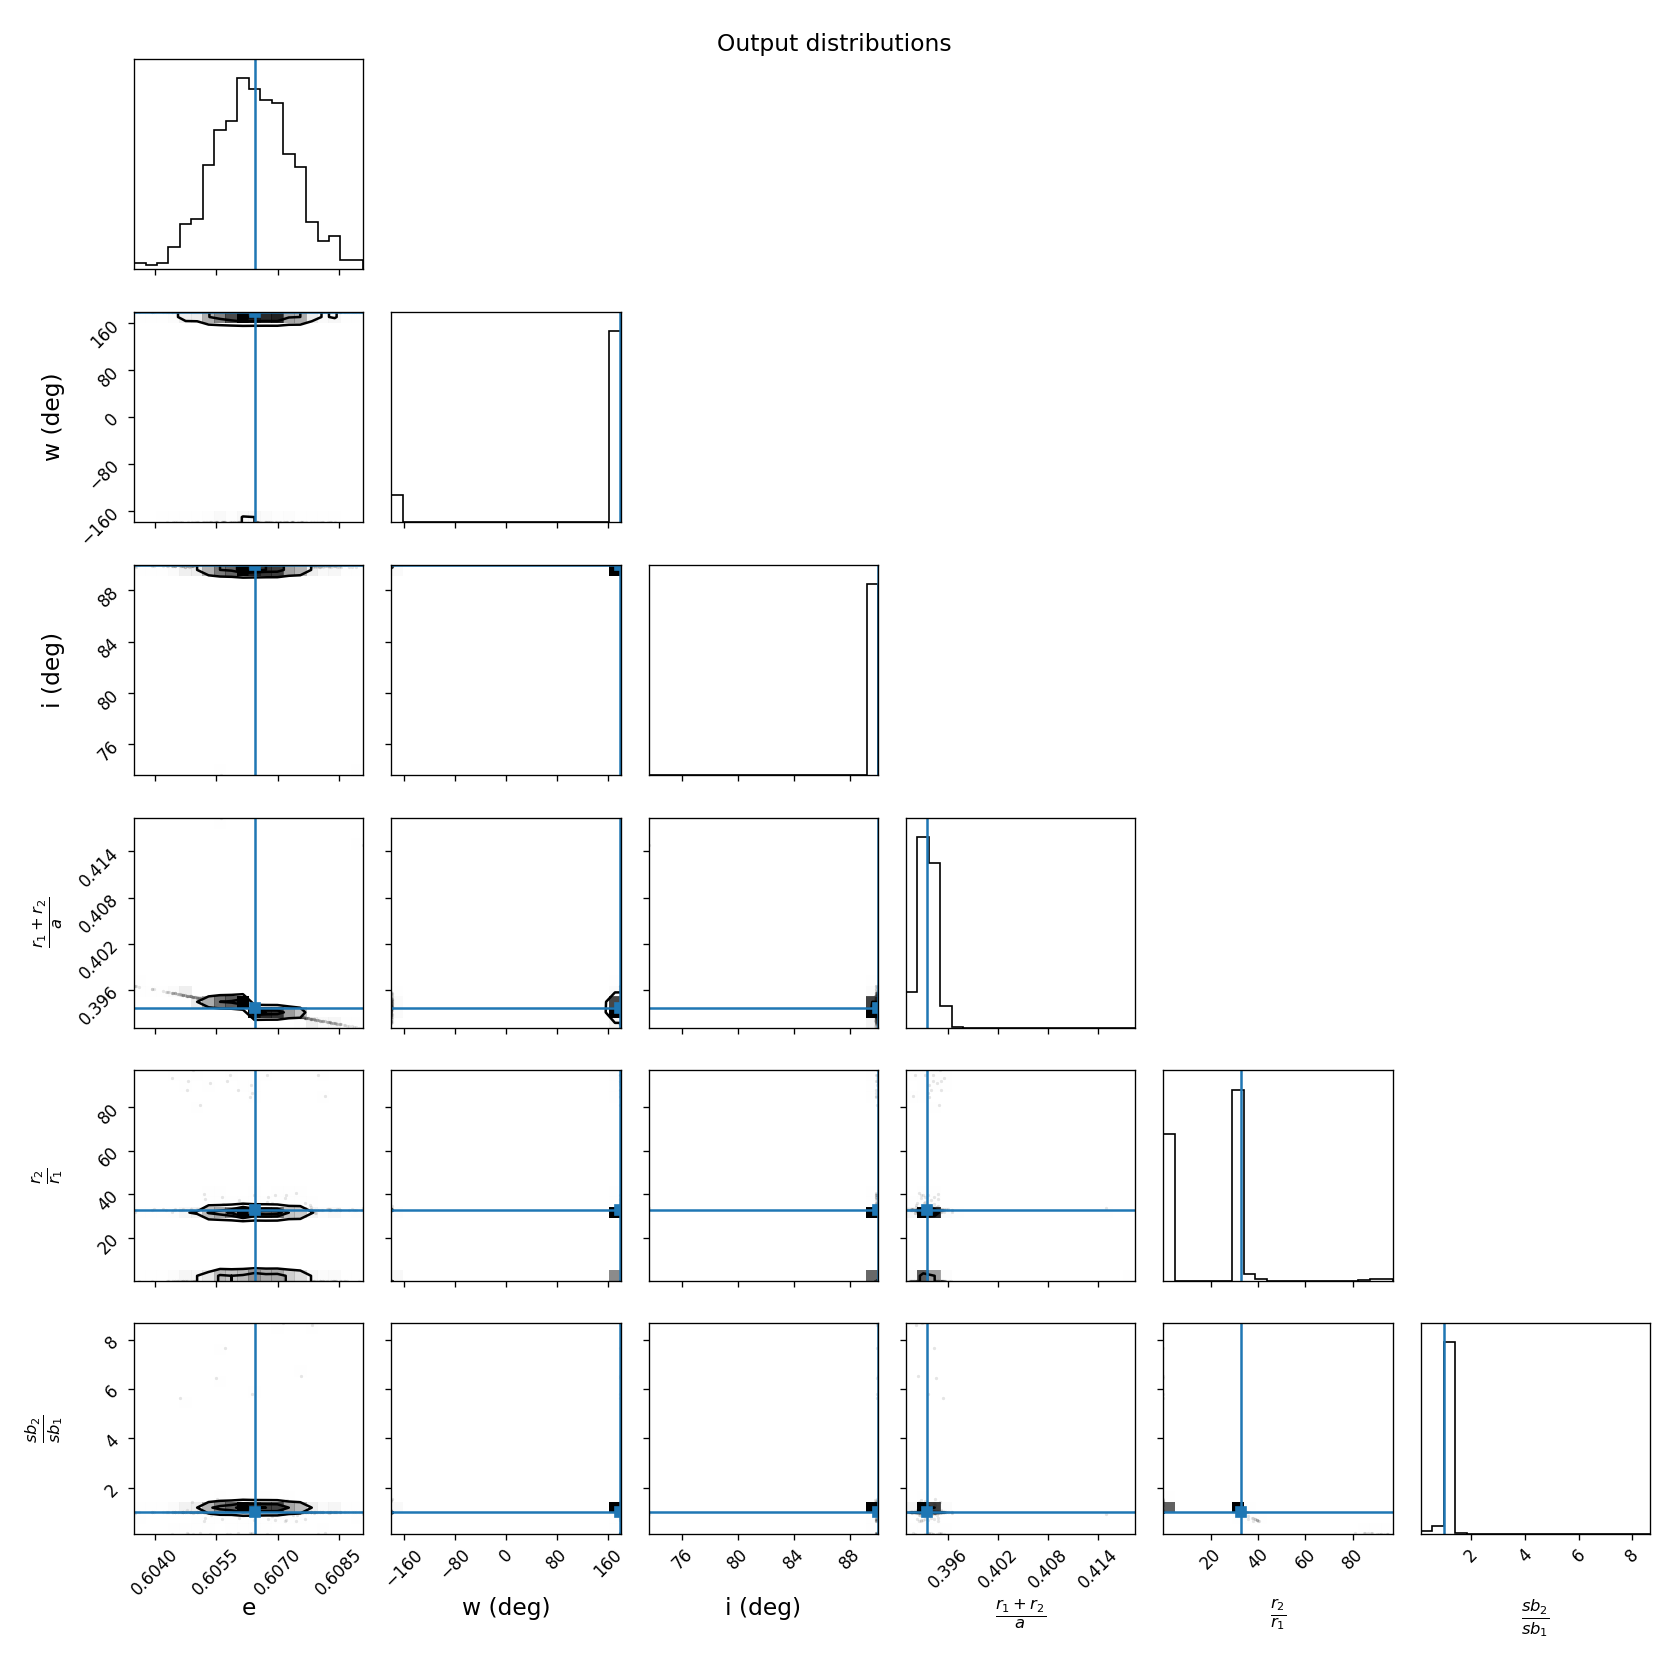 Output distributions
160
80
0
−80
−160
w (deg)
88
84
80
76
i (deg)
0.414
0.408
0.402
0.396
r₁ + r₂
a
80
60
40
20
r₂
r₁
8
6
4
2
sb₂
sb₁
0.6040 0.6055 0.6070 0.6085 −160 −80 0 80 160 76 80 84 88 0.396 0.402 0.408 0.414 20 40 60 80 2 4 6 8
e w (deg) i (deg) r₁ + r₂ r₂ sb₂
a r₁ sb₁